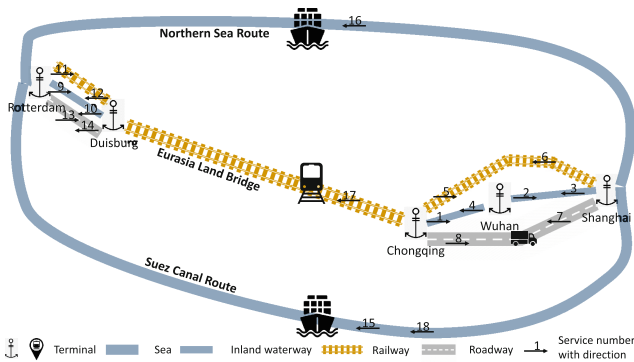 16
Northern Sea Route
11
9
12
Rotterdam
10
13
14
Duisburg
Eurasia Land Bridge
17
6
5
3
2
4
1
7
Wuhan
Shanghai
8
Chongqing
Suez Canal Route
15
18
Terminal
Sea
Inland waterway
Railway
Roadway
1
Service number
with direction